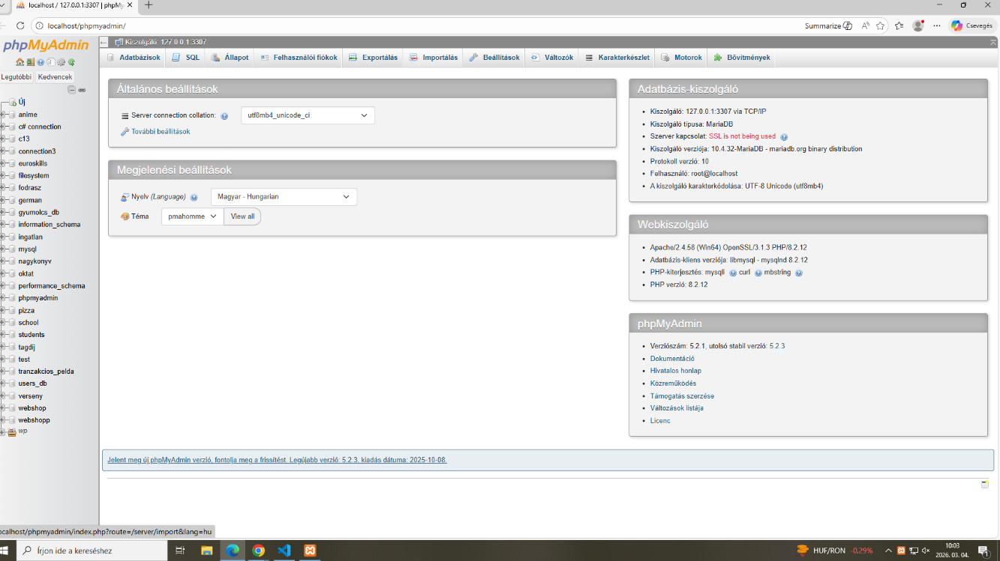 localhost / 127.0.0.1:3307 | phpMy
localhost/phpmyadmin/
Summarize
Csevegés
phpMyAdmin
Legutóbbi Kedvencek
Új
anime
c# connection
c13
connection3
euroskills
filesystem
fodrasz
german
gyumolcs_db
information_schema
ingatlan
mysql
nagykonyv
oktat
performance_schema
phpmyadmin
pizza
school
students
tagdij
test
tranzakcios_pelda
users_db
verseny
webshop
webshopp
wp
Kiszolgáló: 127.0.0.1:3307
Adatbázisok SQL Állapot Felhasználói fiókok Exportálás Importálás Beállítások Változók Karakterkészlet Motorok Bővítmények
Általános beállítások
Server connection collation: utf8mb4_unicode_ci
További beállítások
Megjelenési beállítások
Nyelv (Language) Magyar - Hungarian
Téma pmahomme View all
Adatbázis-kiszolgáló
• Kiszolgáló: 127.0.0.1:3307 via TCP/IP
• Kiszolgáló típusa: MariaDB
• Szerver kapcsolat: SSL is not being used
• Kiszolgáló verziója: 10.4.32-MariaDB - mariadb.org binary distribution
• Protokoll verzió: 10
• Felhasználó: root@localhost
• A kiszolgáló karakterkódolása: UTF-8 Unicode (utf8mb4)
Webkiszolgáló
• Apache/2.4.58 (Win64) OpenSSL/3.1.3 PHP/8.2.12
• Adatbázis-kliens verziója: libmysql - mysqlnd 8.2.12
• PHP-kiterjesztés: mysqli curl mbstring
• PHP verzió: 8.2.12
phpMyAdmin
• Verziószám: 5.2.1, utolsó stabil verzió: 5.2.3
• Dokumentáció
• Hivatalos honlap
• Közreműködés
• Támogatás szerzése
• Változások listája
• Licenc
Jelent meg új phpMyAdmin verzió, fontolja meg a frissítést. Legújabb verzió: 5.2.3, kiadás dátuma: 2025-10-08.
ocalhost/phpmyadmin/index.php?route=/server/import&lang=hu
Írjon ide a kereséshez
HUF/RON -0.29%
10:03
2026. 03. 04.
1